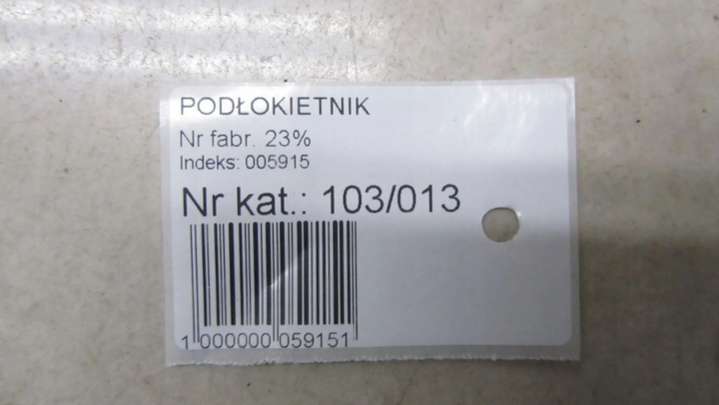 PODŁOKIETNIK
Nr fabr. 23%
Indeks: 005915
Nr kat.: 103/013
1 000000 059151